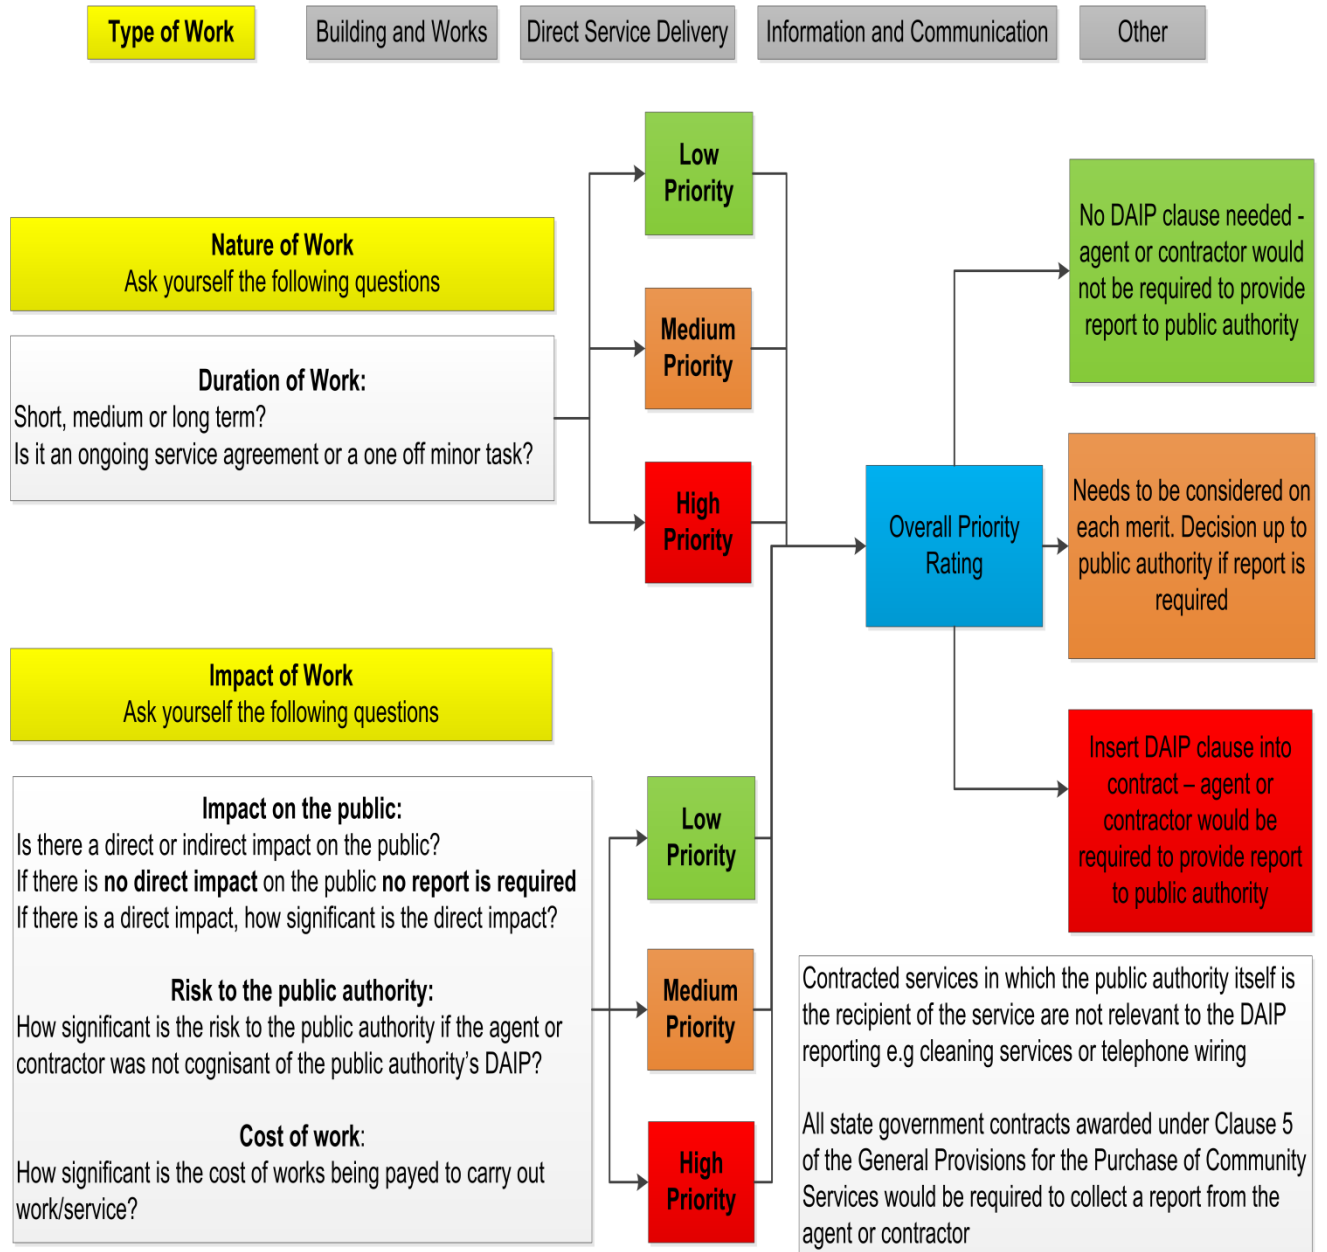 Type of Work
Building and Works
Direct Service Delivery
Information and Communication
Other
Nature of Work
Ask yourself the following questions
Duration of Work:
Short, medium or long term?
Is it an ongoing service agreement or a one off minor task?
Low
Priority
Medium
Priority
High
Priority
Impact of Work
Ask yourself the following questions
Impact on the public:
Is there a direct or indirect impact on the public?
If there is no direct impact on the public no report is required
If there is a direct impact, how significant is the direct impact?
Risk to the public authority:
How significant is the risk to the public authority if the agent or
contractor was not cognisant of the public authority's DAIP?
Cost of work:
How significant is the cost of works being payed to carry out
work/service?
Low
Priority
Medium
Priority
High
Priority
Overall Priority
Rating
No DAIP clause needed -
agent or contractor would
not be required to provide
report to public authority
Needs to be considered on
each merit. Decision up to
public authority if report is
required
Insert DAIP clause into
contract – agent or
contractor would be
required to provide report
to public authority
Contracted services in which the public authority itself is
the recipient of the service are not relevant to the DAIP
reporting e.g cleaning services or telephone wiring
All state government contracts awarded under Clause 5
of the General Provisions for the Purchase of Community
Services would be required to collect a report from the
agent or contractor